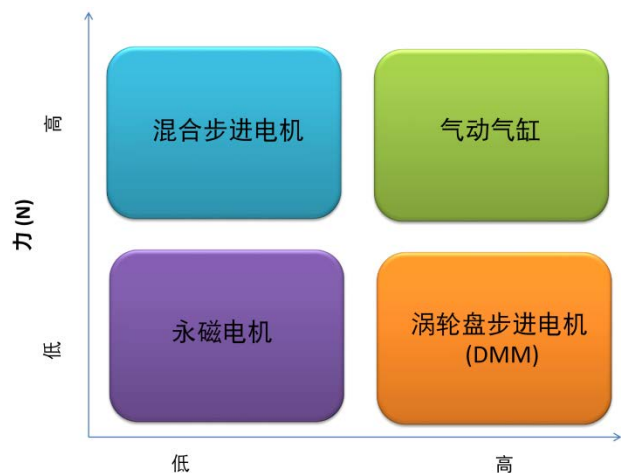 高
混合步进电机
气动气缸
力 (N)
低
永磁电机
涡轮盘步进电机
(DMM)
低
高